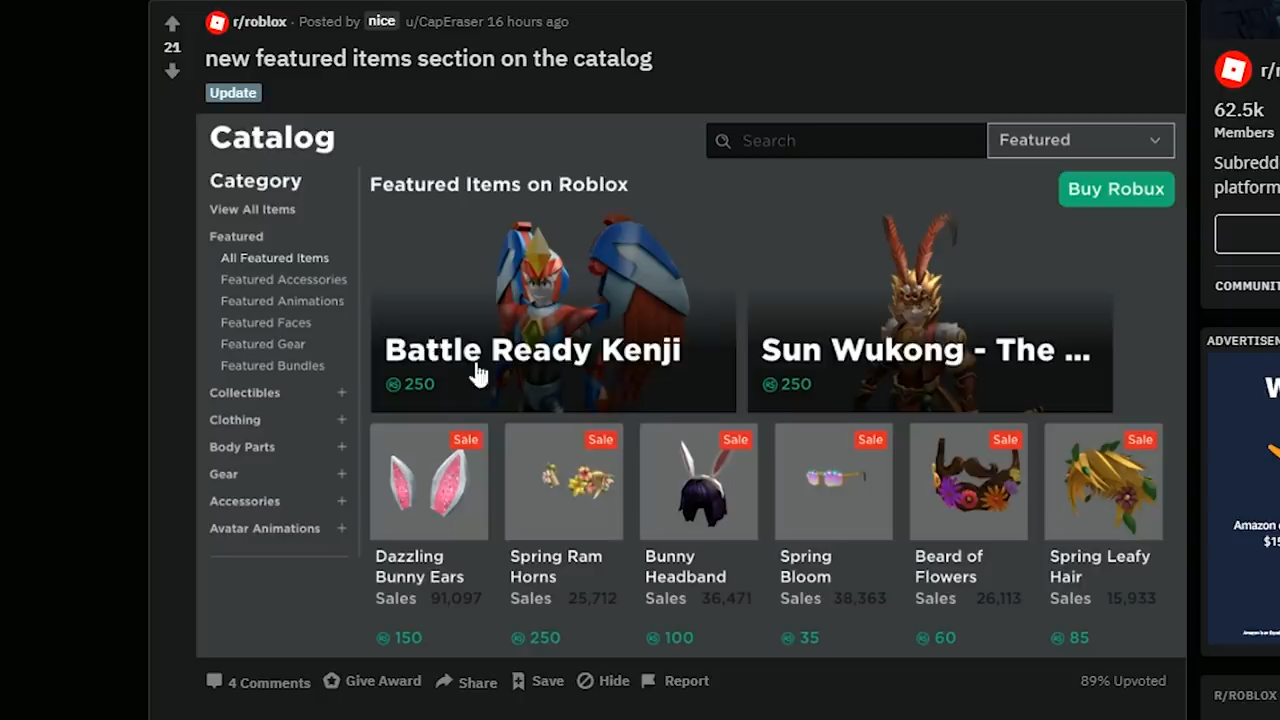 r/roblox · Posted by nice u/CapEraser 16 hours ago
21
new featured items section on the catalog
Update
Catalog
Search
Featured
Category
View All Items
Featured
All Featured Items
Featured Accessories
Featured Animations
Featured Faces
Featured Gear
Featured Bundles
Collectibles +
Clothing +
Body Parts +
Gear +
Accessories +
Avatar Animations +
Featured Items on Roblox
Buy Robux
Battle Ready Kenji
250
Sun Wukong - The ...
250
Sale
Dazzling
Bunny Ears
Sales 91,097
150
Sale
Spring Ram
Horns
Sales 25,712
250
Sale
Bunny
Headband
Sales 36,471
100
Sale
Spring
Bloom
Sales 38,363
35
Sale
Beard of
Flowers
Sales 26,113
60
Sale
Spring Leafy
Hair
Sales 15,933
85
4 Comments Give Award Share Save Hide Report
89% Upvoted
r/r
62.5k
Members
Subredd
platform
COMMUNIT
ADVERTISEM
W
Amazon
$15
R/ROBLOX